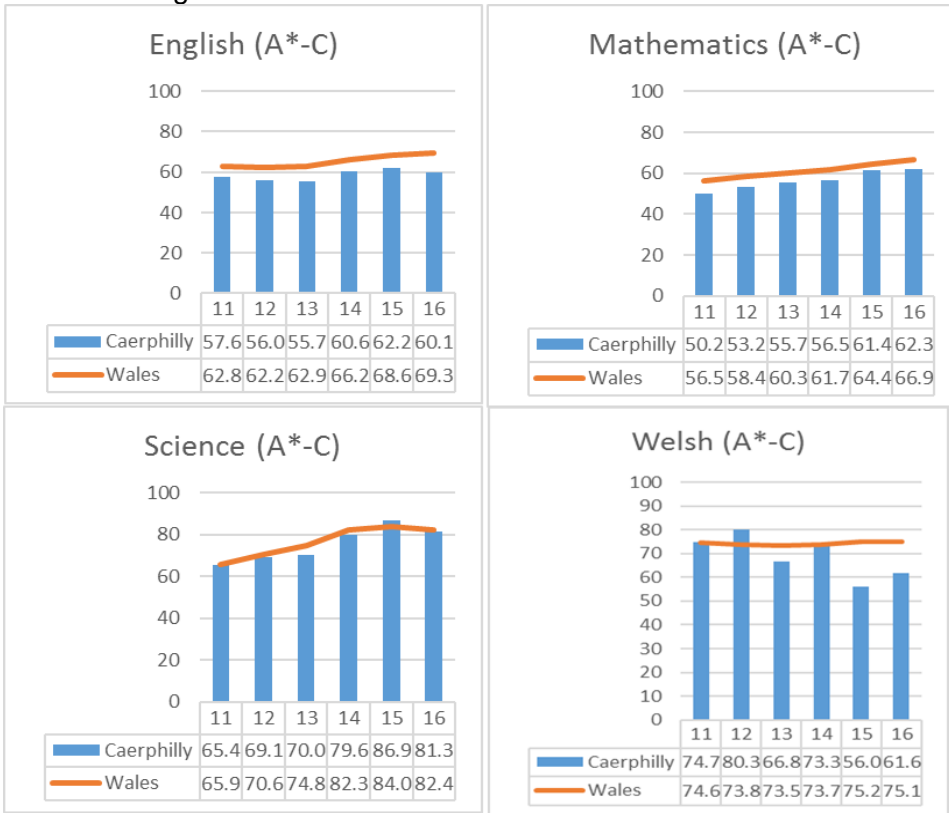 English (A*-C)
100
80
60
40
20
0
11 12 13 14 15 16
Caerphilly 57.6 56.0 55.7 60.6 62.2 60.1
Wales 62.8 62.2 62.9 66.2 68.6 69.3
Mathematics (A*-C)
100
80
60
40
20
0
11 12 13 14 15 16
Caerphilly 50.2 53.2 55.7 56.5 61.4 62.3
Wales 56.5 58.4 60.3 61.7 64.4 66.9
Science (A*-C)
100
80
60
40
20
0
11 12 13 14 15 16
Caerphilly 65.4 69.1 70.0 79.6 86.9 81.3
Wales 65.9 70.6 74.8 82.3 84.0 82.4
Welsh (A*-C)
100
90
80
70
60
50
40
30
20
10
0
11 12 13 14 15 16
Caerphilly 74.7 80.3 66.8 73.3 56.0 61.6
Wales 74.6 73.8 73.5 73.7 75.2 75.1